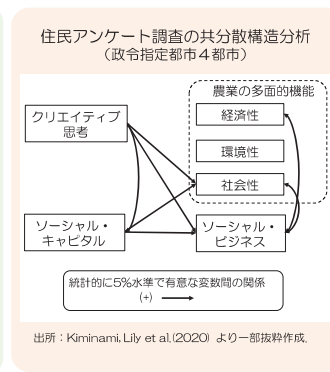 住民アンケート調査の共分散構造分析
（政令指定都市４都市）
農業の多面的機能
クリエイティブ
思考
経済性
環境性
社会性
ソーシャル・
キャピタル
ソーシャル・
ビジネス
統計的に5％水準で有意な変数間の関係
(+)
出所：Kiminami, Lily et al.(2020) より一部抜粋作成.